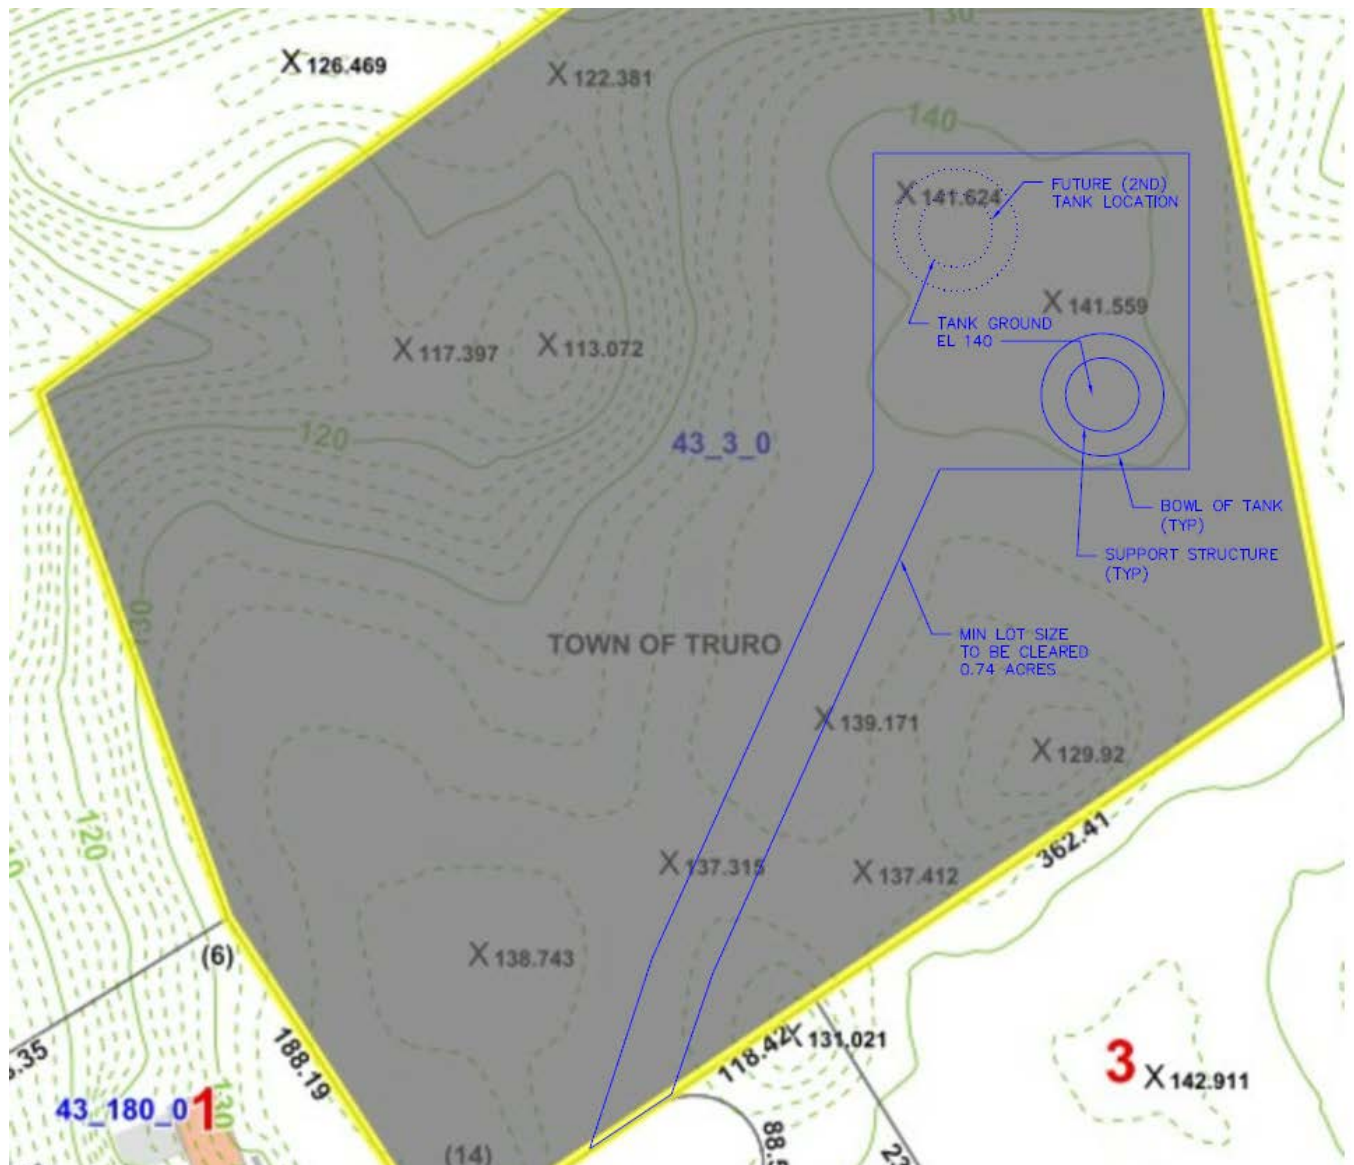 130
X 126.469
X 122.381
140
X 141.624
FUTURE (2ND)
TANK LOCATION
X 141.559
TANK GROUND
EL 140
X 117.397
X 113.072
120
43_3_0
BOWL OF TANK
(TYP)
SUPPORT STRUCTURE
(TYP)
130
TOWN OF TRURO
MIN LOT SIZE
TO BE CLEARED
0.74 ACRES
X 139.171
X 129.92
120
362.41
X 137.315
X 137.412
(6)
X 138.743
118.42
X 131.021
188.19
3
X 142.911
43_180_0
1
130
(14)